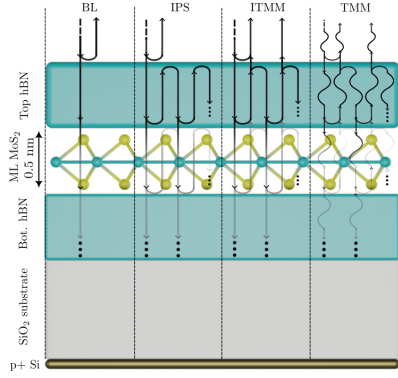 BL IPS ITMM TMM
Top hBN
ML MoS₂
0.5 nm
Bot. hBN
SiO₂ substrate
p+ Si